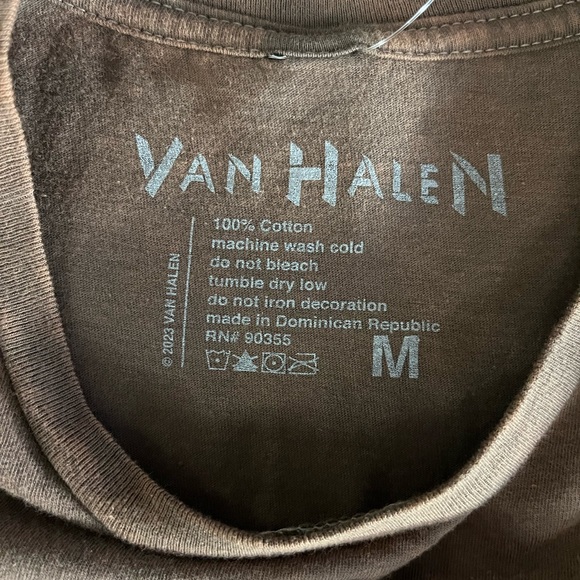 VAN HALEN
100% Cotton
machine wash cold
do not bleach
tumble dry low
do not iron decoration
made in Dominican Republic
RN# 90355
M
© 2023 VAN HALEN